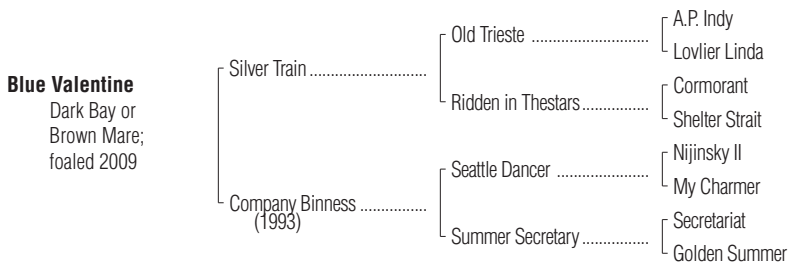 A.P. Indy
Old Trieste ............................
Lovlier Linda
Silver Train ............................
Cormorant
Ridden in Thestars ................
Shelter Strait
Blue Valentine
Dark Bay or
Brown Mare;
foaled 2009
Nijinsky II
Seattle Dancer ......................
My Charmer
Company Binness ................
(1993)
Secretariat
Summer Secretary ................
Golden Summer